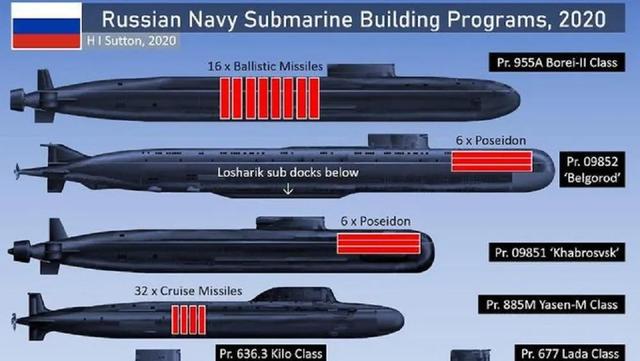 Russian Navy Submarine Building Programs, 2020
H I Sutton, 2020
16 x Ballistic Missiles
Pr. 955A Borei-II Class
6 x Poseidon
Losharik sub docks below
Pr. 09852
'Belgorod'
6 x Poseidon
Pr. 09851 'Khabrosvsk'
32 x Cruise Missiles
Pr. 885M Yasen-M Class
Pr. 636.3 Kilo Class
Pr. 677 Lada Class